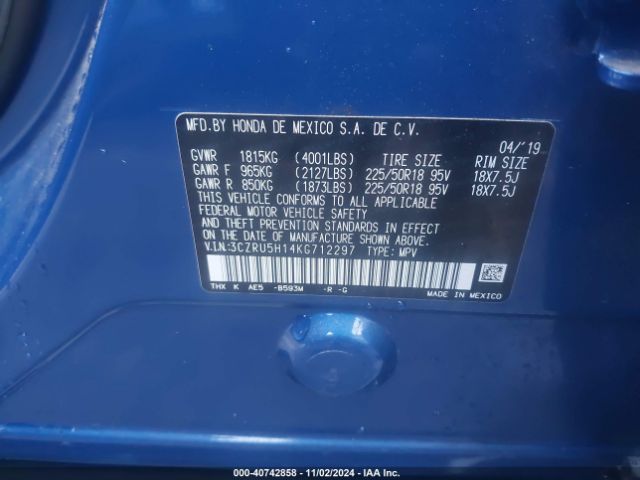 MFD.BY HONDA DE MEXICO S.A. DE C.V.
04/'19
GVWR 1815KG (4001LBS) TIRE SIZE RIM SIZE
GAWR F 965KG (2127LBS) 225/50R18 95V 18X7.5J
GAWR R 850KG (1873LBS) 225/50R18 95V 18X7.5J
THIS VEHICLE CONFORMS TO ALL APPLICABLE
FEDERAL MOTOR VEHICLE SAFETY
AND THEFT PREVENTION STANDARDS IN EFFECT
ON THE DATE OF MANUFACTURE SHOWN ABOVE.
V.I.N:3CZRU5H14KG712297 TYPE: MPV
THX K AE5 -B593M -R -G MADE IN MEXICO
000-40742858 - 11/02/2024 - IAA Inc.